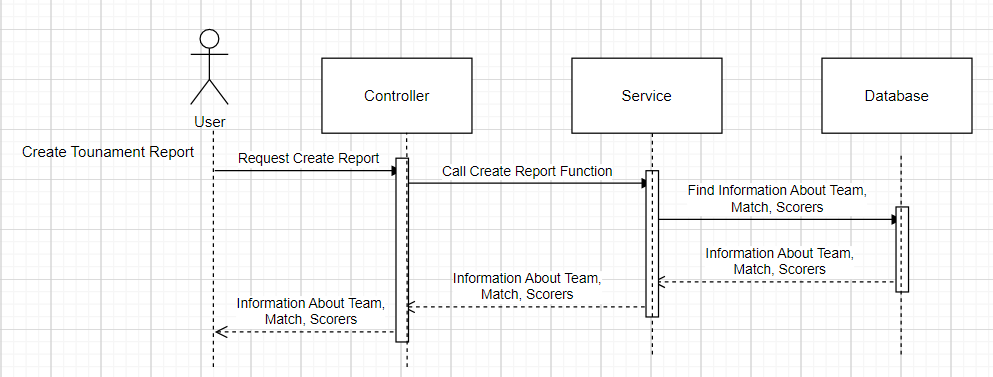 User
Controller
Service
Database
Create Tounament Report
Request Create Report
Call Create Report Function
Find Information About Team,
Match, Scorers
Information About Team,
Match, Scorers
Information About Team,
Match, Scorers
Information About Team,
Match, Scorers